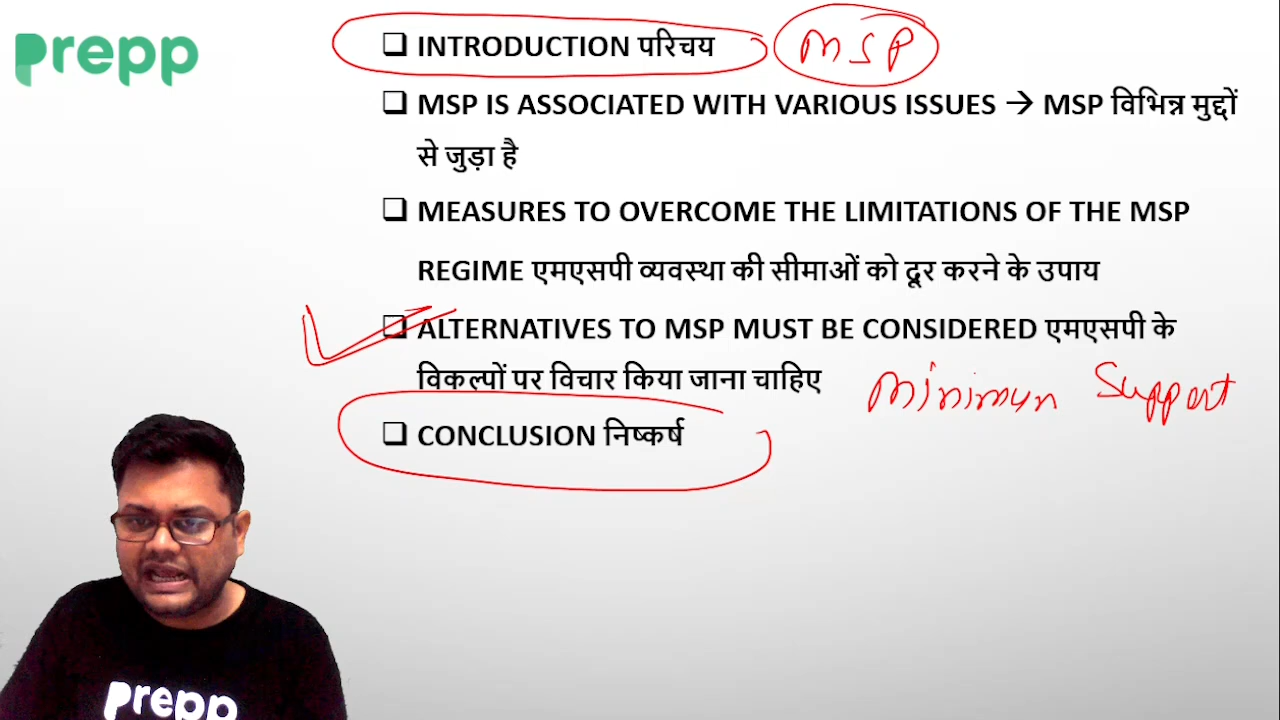 prepp
❑ INTRODUCTION परिचय MSP
❑ MSP IS ASSOCIATED WITH VARIOUS ISSUES → MSP विभिन्न मुद्दों
से जुड़ा है
❑ MEASURES TO OVERCOME THE LIMITATIONS OF THE MSP
REGIME एमएसपी व्यवस्था की सीमाओं को दूर करने के उपाय
❑ ALTERNATIVES TO MSP MUST BE CONSIDERED एमएसपी के
विकल्पों पर विचार किया जाना चाहिए
Minimun Support
❑ CONCLUSION निष्कर्ष
prepp